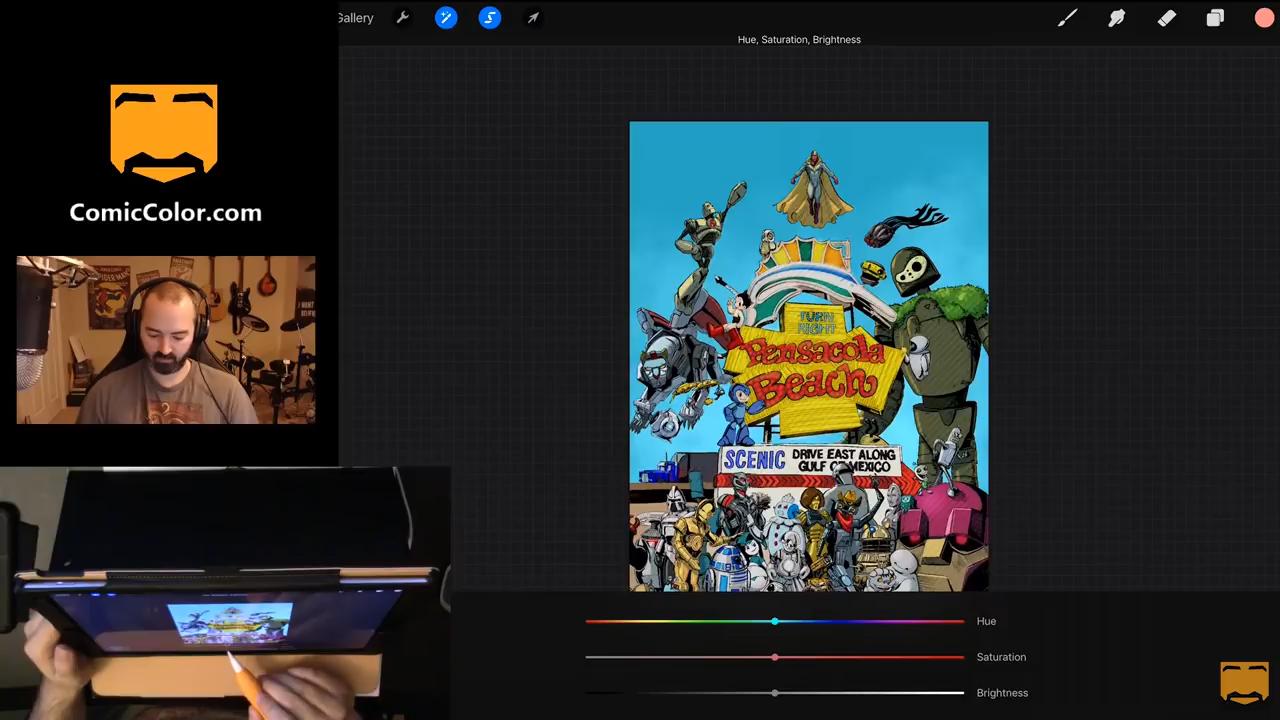 Gallery
Hue, Saturation, Brightness
ComicColor.com
TURN
RIGHT
Pensacola
Beach
SCENIC
DRIVE EAST ALONG
GULF OF MEXICO
Hue
Saturation
Brightness